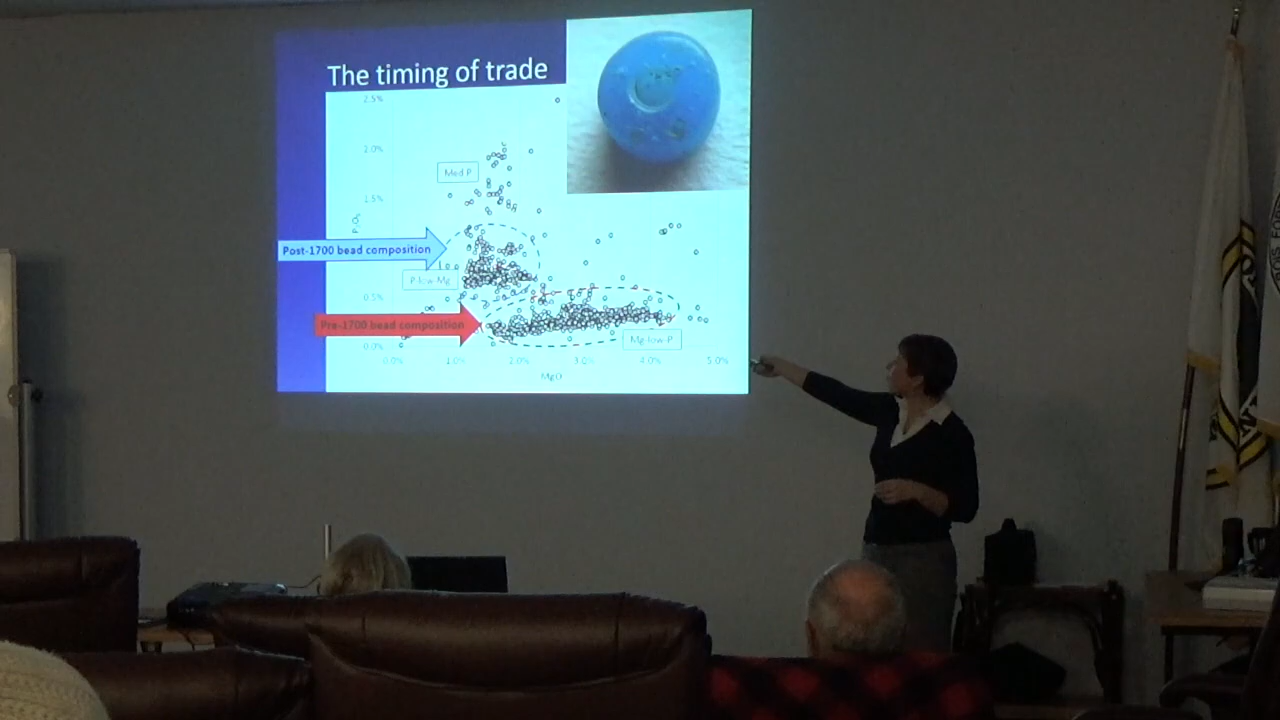 The timing of trade
2.5%
2.0%
Med P
1.5%
Post-1700 bead composition
P low-Mg
0.5%
Pre-1700 bead composition
Mg low-P
0.0%
0.0% 1.0% 2.0% 3.0% 4.0% 5.0%
MgO